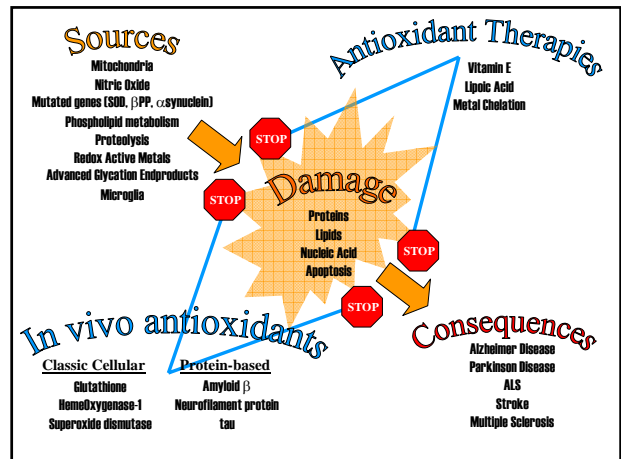 Sources
Mitochondria
Nitric Oxide
Mutated genes (SOD, βPP, αsynuclein)
Phospholipid metabolism
Proteolysis
Redox Active Metals
Advanced Glycation Endproducts
Microglia
Antioxidant Therapies
Vitamin E
Lipoic Acid
Metal Chelation
STOP
STOP
Damage
Proteins
Lipids
Nucleic Acid
Apoptosis
STOP
STOP
In vivo antioxidants
Classic Cellular
Glutathione
HemeOxygenase-1
Superoxide dismutase
Protein-based
Amyloid β
Neurofilament protein
tau
Consequences
Alzheimer Disease
Parkinson Disease
ALS
Stroke
Multiple Sclerosis